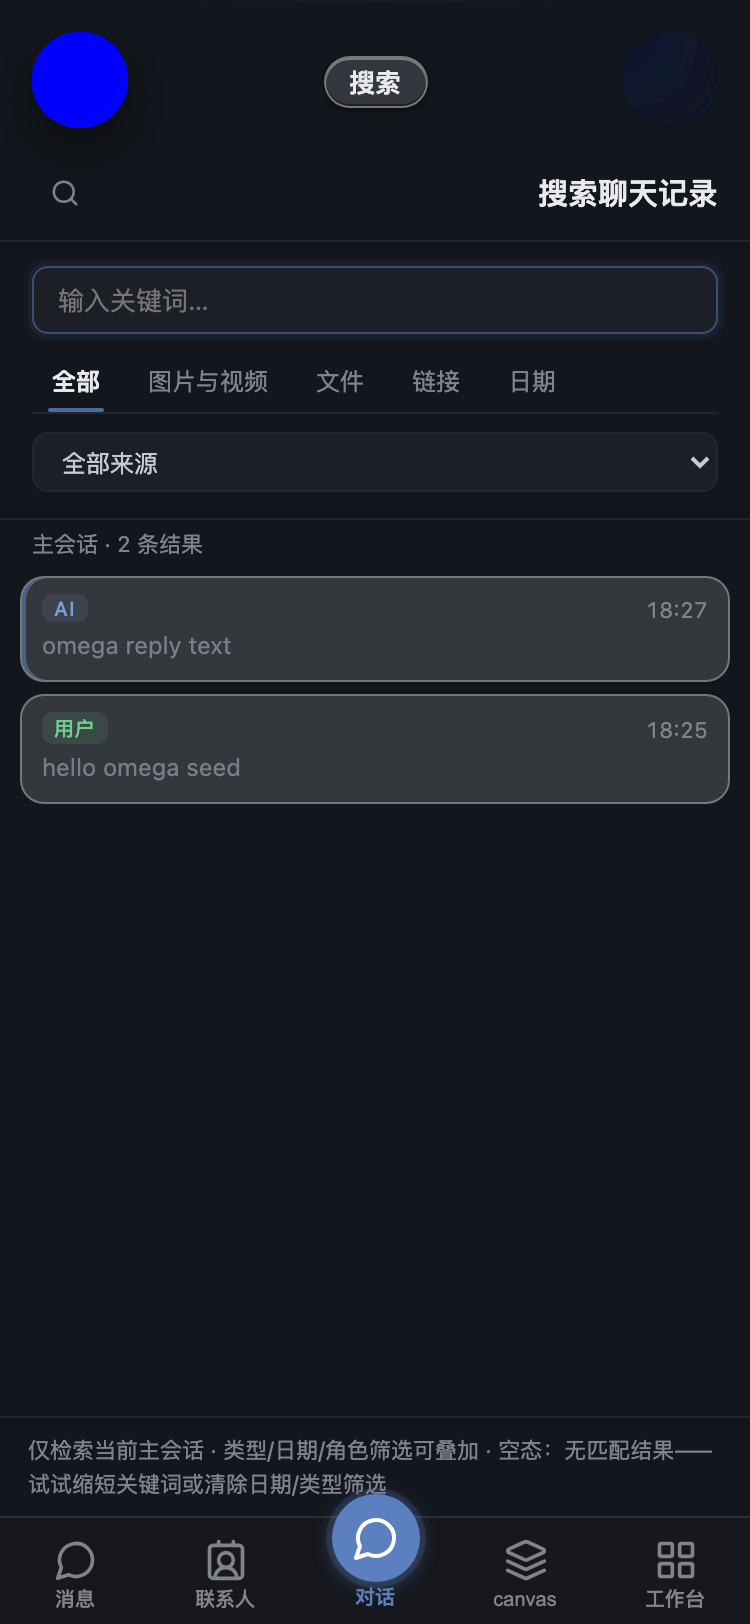 搜索
搜索聊天记录
输入关键词...
全部 图片与视频 文件 链接 日期
全部来源
主会话 · 2 条结果
AI 18:27
omega reply text
用户 18:25
hello omega seed
仅检索当前主会话 · 类型/日期/角色筛选可叠加 · 空态：无匹配结果——
试试缩短关键词或清除日期/类型筛选
消息 联系人 对话 canvas 工作台